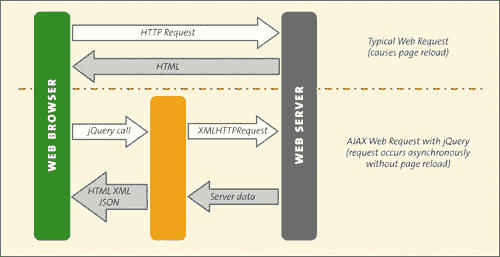 HTTP Request
Typical Web Request
(causes page reload)
HTML
WEB BROWSER
WEB SERVER
jQuery call
XMLHTTPRequest
AJAX Web Request with jQuery
(request occurs asynchronously
without page reload)
HTML XML
JSON
Server data